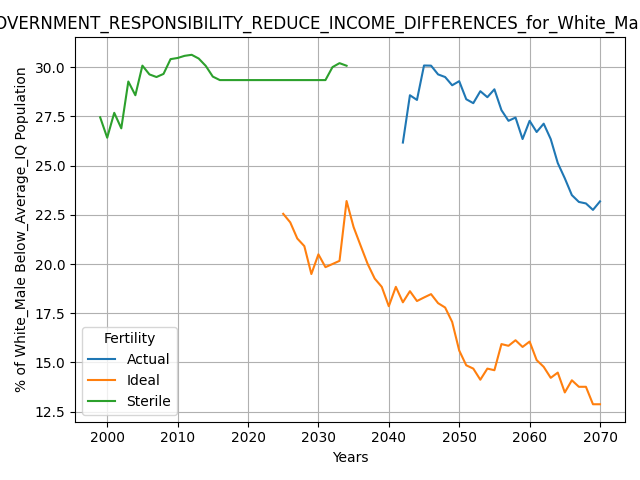 OVERNMENT_RESPONSIBILITY_REDUCE_INCOME_DIFFERENCES_for_White_Ma
% of White_Male Below_Average_IQ Population
30.0
27.5
25.0
22.5
20.0
17.5
15.0
12.5
Fertility
Actual
Ideal
Sterile
2000 2010 2020 2030 2040 2050 2060 2070
Years